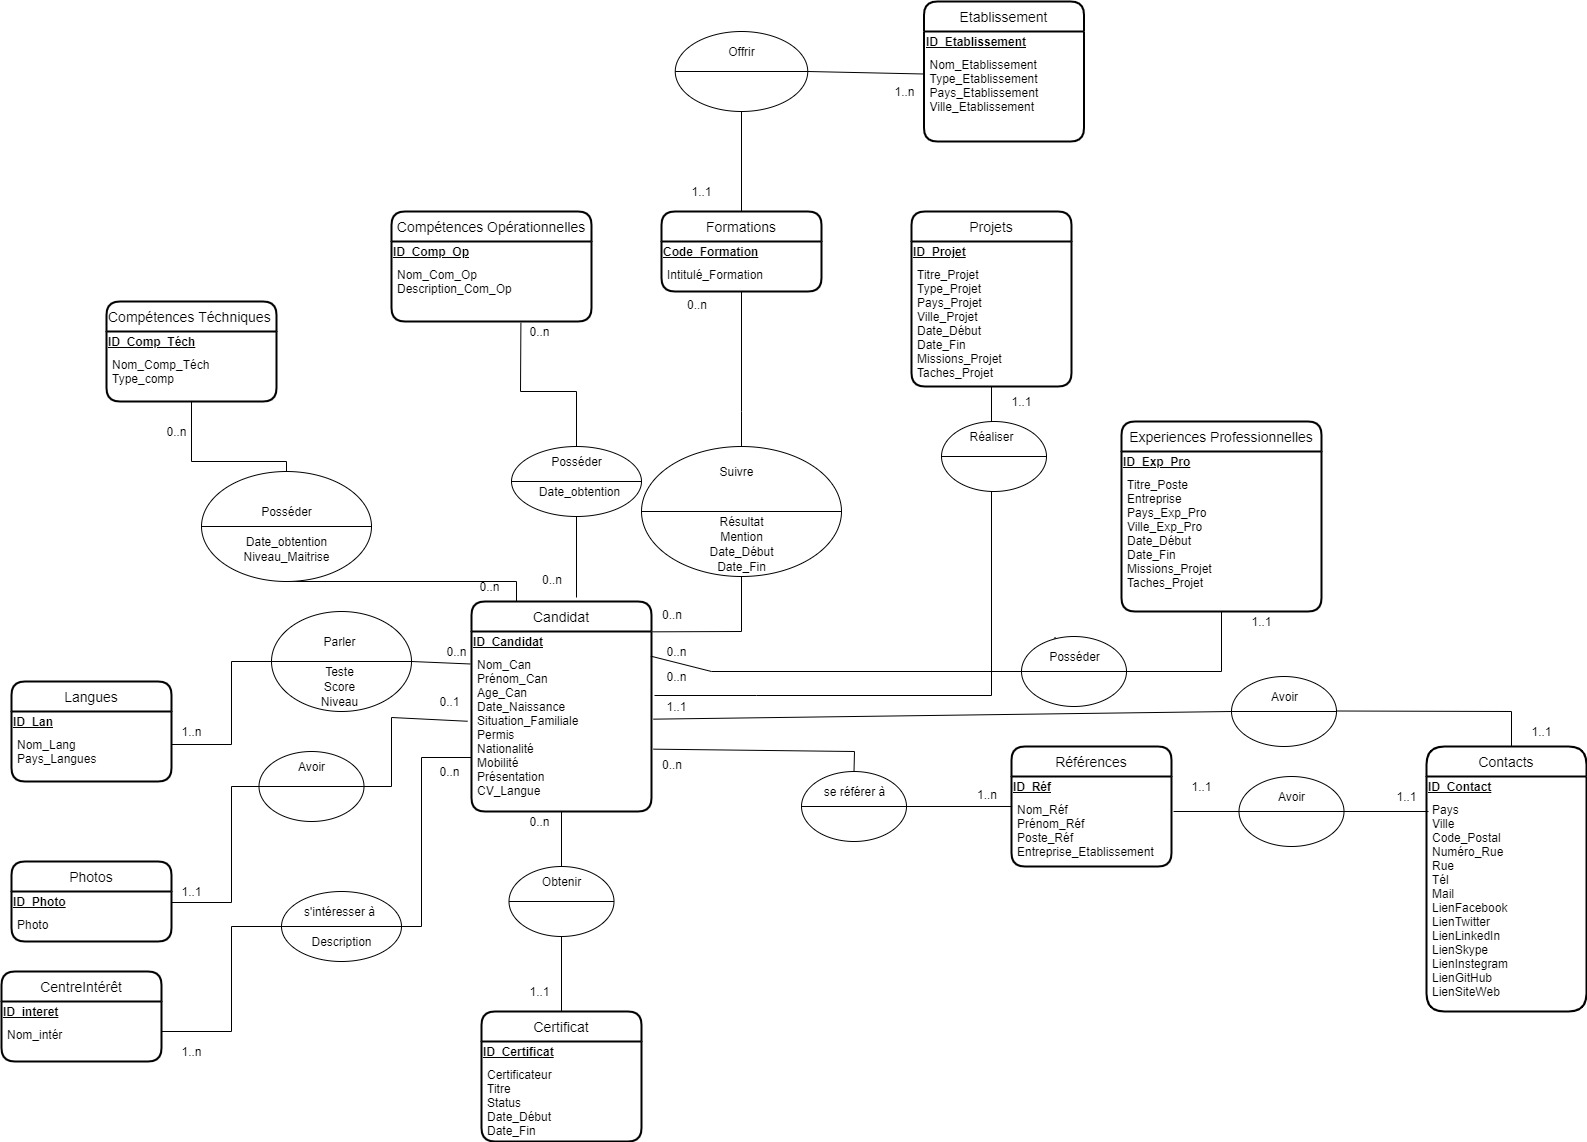 Etablissement
ID_Etablissement
Nom_Etablissement
Type_Etablissement
Pays_Etablissement
Ville_Etablissement
Offrir
1..n
1..1
Compétences Opérationnelles
ID_Comp_Op
Nom_Com_Op
Description_Com_Op
0..n
Formations
Code_Formation
Intitulé_Formation
0..n
Projets
ID_Projet
Titre_Projet
Type_Projet
Pays_Projet
Ville_Projet
Date_Début
Date_Fin
Missions_Projet
Taches_Projet
1..1
Compétences Téchniques
ID_Comp_Téch
Nom_Comp_Téch
Type_comp
0..n
Réaliser
Experiences Professionnelles
ID_Exp_Pro
Titre_Poste
Entreprise
Pays_Exp_Pro
Ville_Exp_Pro
Date_Début
Date_Fin
Missions_Projet
Taches_Projet
1..1
Posséder
Date_obtention
Niveau_Maitrise
0..n
Posséder
Date_obtention
0..n
Suivre
Résultat
Mention
Date_Début
Date_Fin
0..n
Candidat
ID_Candidat
Nom_Can
Prénom_Can
Age_Can
Date_Naissance
Situation_Familiale
Permis
Nationalité
Mobilité
Présentation
CV_Langue
Parler
Teste
Score
Niveau
0..n
0..n
0..n
Posséder
Langues
ID_Lan
Nom_Lang
Pays_Langues
1..n
0..1
1..1
Avoir
1..1
Avoir
0..n
0..n
se référer à
1..n
Références
ID_Réf
Nom_Réf
Prénom_Réf
Poste_Réf
Entreprise_Etablissement
1..1
Avoir
1..1
Contacts
ID_Contact
Pays
Ville
Code_Postal
Numéro_Rue
Rue
Tél
Mail
LienFacebook
LienTwitter
LienLinkedIn
LienSkype
LienInstegram
LienGitHub
LienSiteWeb
Photos
ID_Photo
Photo
1..1
0..n
Obtenir
s'intéresser à
Description
CentreIntérêt
ID_interet
Nom_intér
1..n
1..1
Certificat
ID_Certificat
Certificateur
Titre
Status
Date_Début
Date_Fin